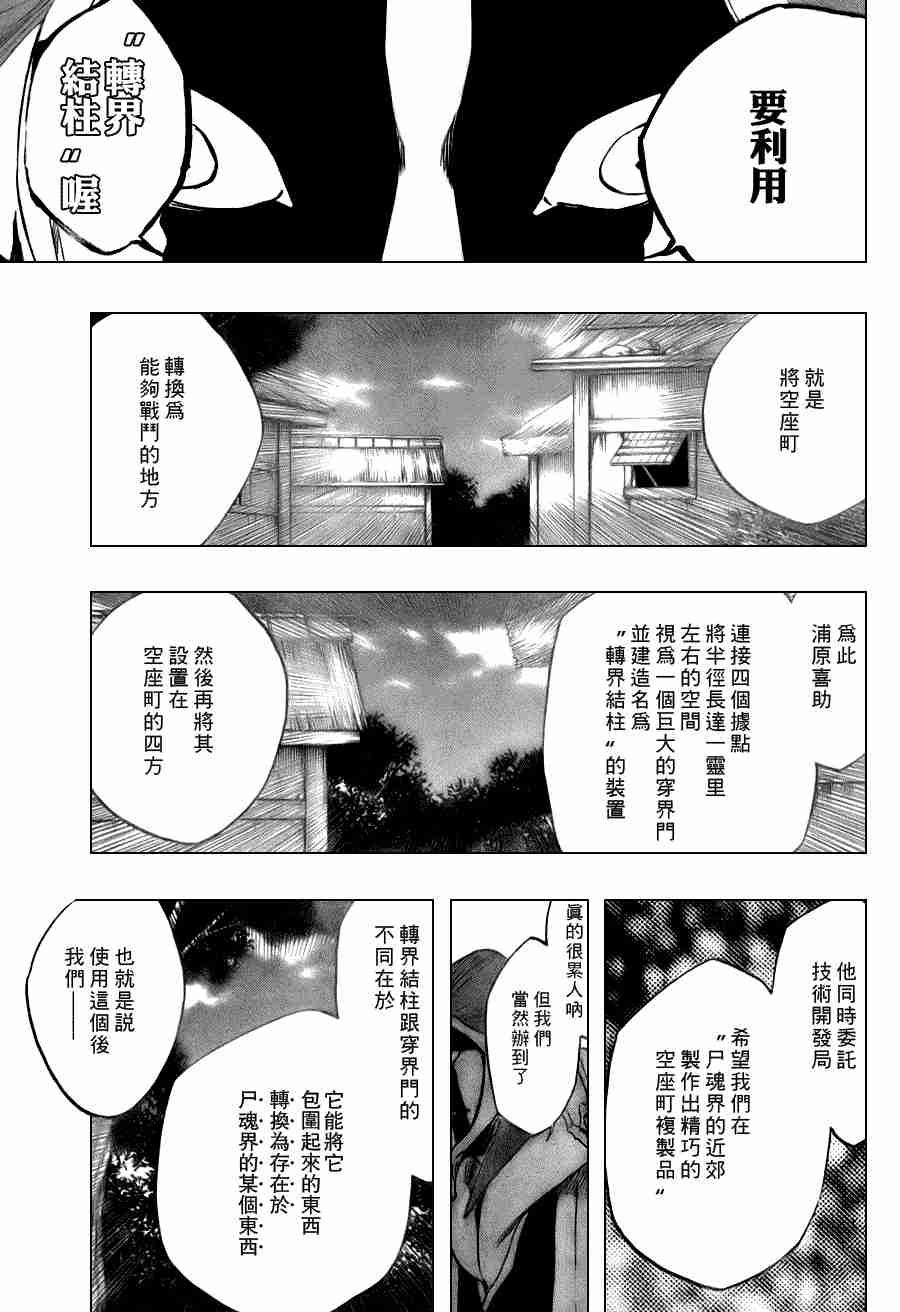 要利用
“轉界
結柱”喔
就是
將空座町
轉換爲
能夠戰鬥的地方
爲此
浦原喜助
連接四個據點
將半徑長達一靈里
左右的空間
視爲一個巨大的穿界門
並建造名爲
“轉界結柱”的裝置
然後再將其
設置在
空座町的四方
他同時委託
技術開發局
希望我們在
“尸魂界的近郊
製作出精巧的
空座町複製品”
眞的很累人吶
但我們
當然辦到了
轉界結柱跟穿界門的
不同在於
它能將它
包圍起來的東西
轉換為存在於
尸魂界的某個東西
也就是説
使用這個後
我們──